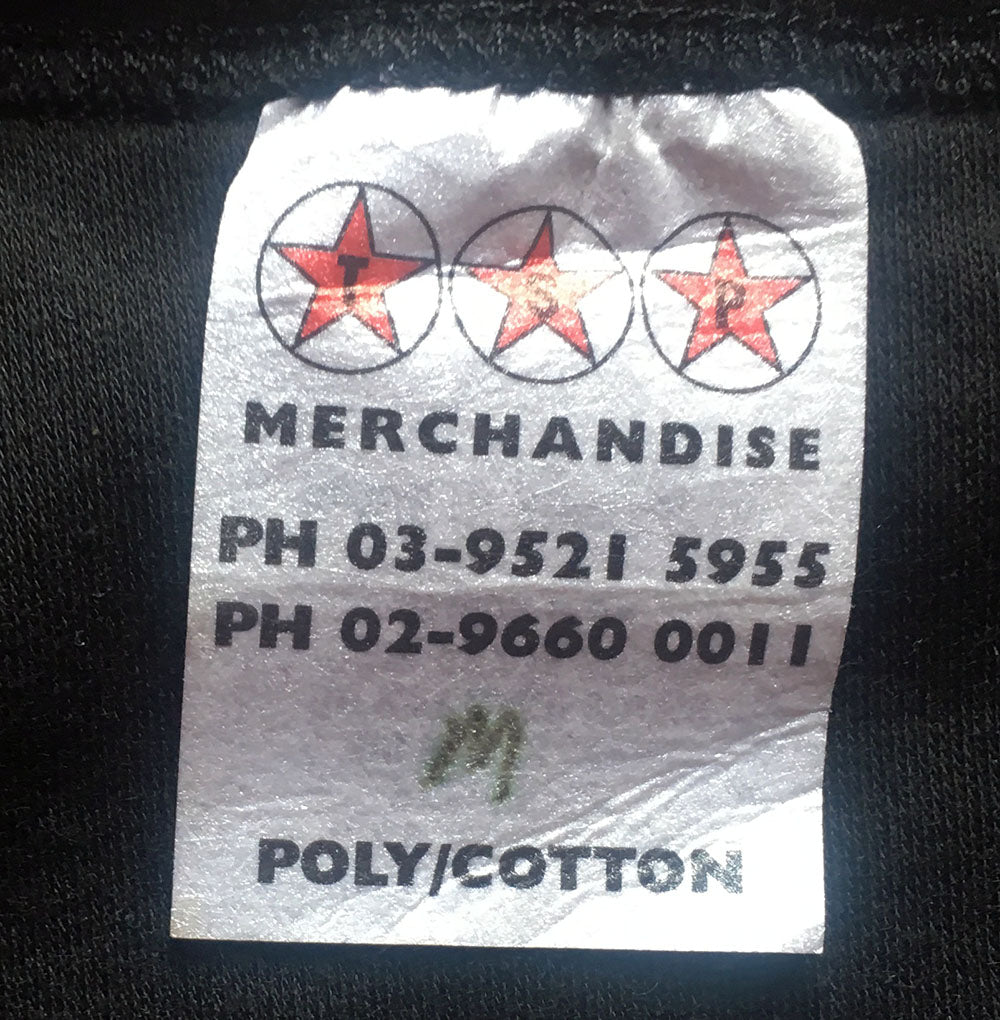 T S P
MERCHANDISE
PH 03-9521 5955
PH 02-9660 0011
M
POLY/COTTON